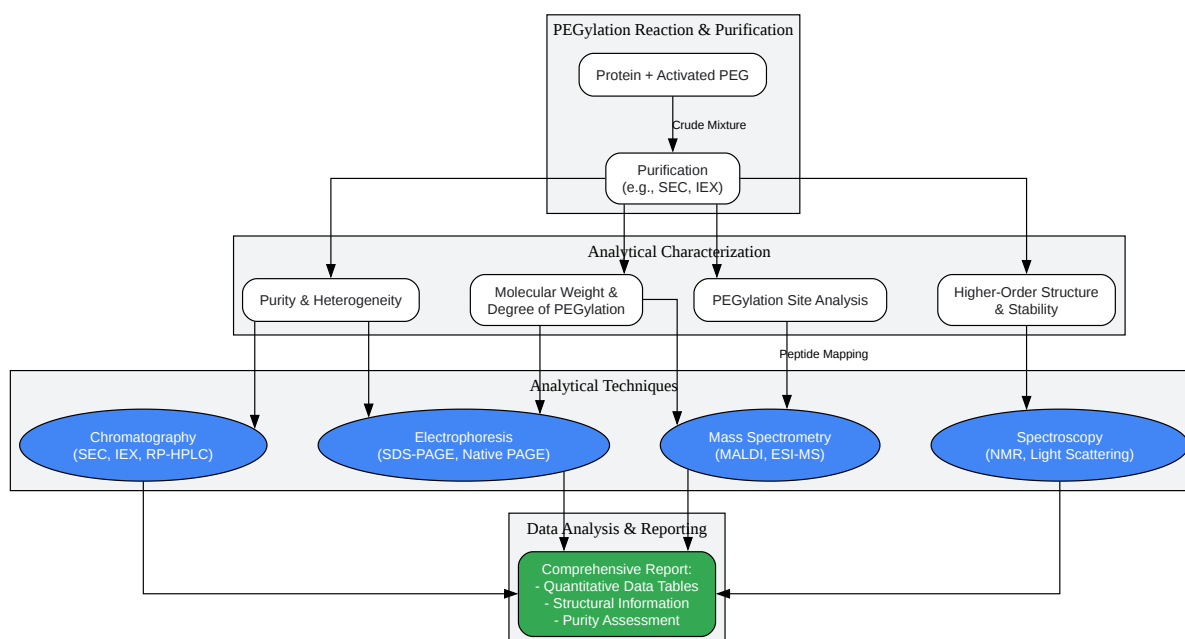 PEGylation Reaction & Purification
Protein + Activated PEG
Crude Mixture
Purification
(e.g., SEC, IEX)
Analytical Characterization
Purity & Heterogeneity
Molecular Weight &
Degree of PEGylation
PEGylation Site Analysis
Higher-Order Structure
& Stability
Peptide Mapping
Analytical Techniques
Chromatography
(SEC, IEX, RP-HPLC)
Electrophoresis
(SDS-PAGE, Native PAGE)
Mass Spectrometry
(MALDI, ESI-MS)
Spectroscopy
(NMR, Light Scattering)
Data Analysis & Reporting
Comprehensive Report:
- Quantitative Data Tables
- Structural Information
- Purity Assessment